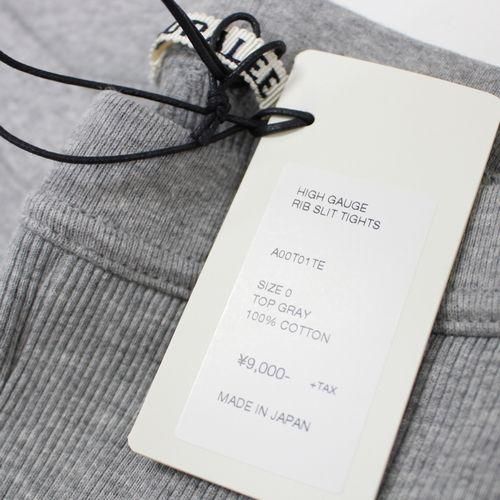 HIGH GAUGE
RIB SLIT TIGHTS
A00T01TE
SIZE 0
TOP GRAY
100% COTTON
¥9,000- +TAX
MADE IN JAPAN